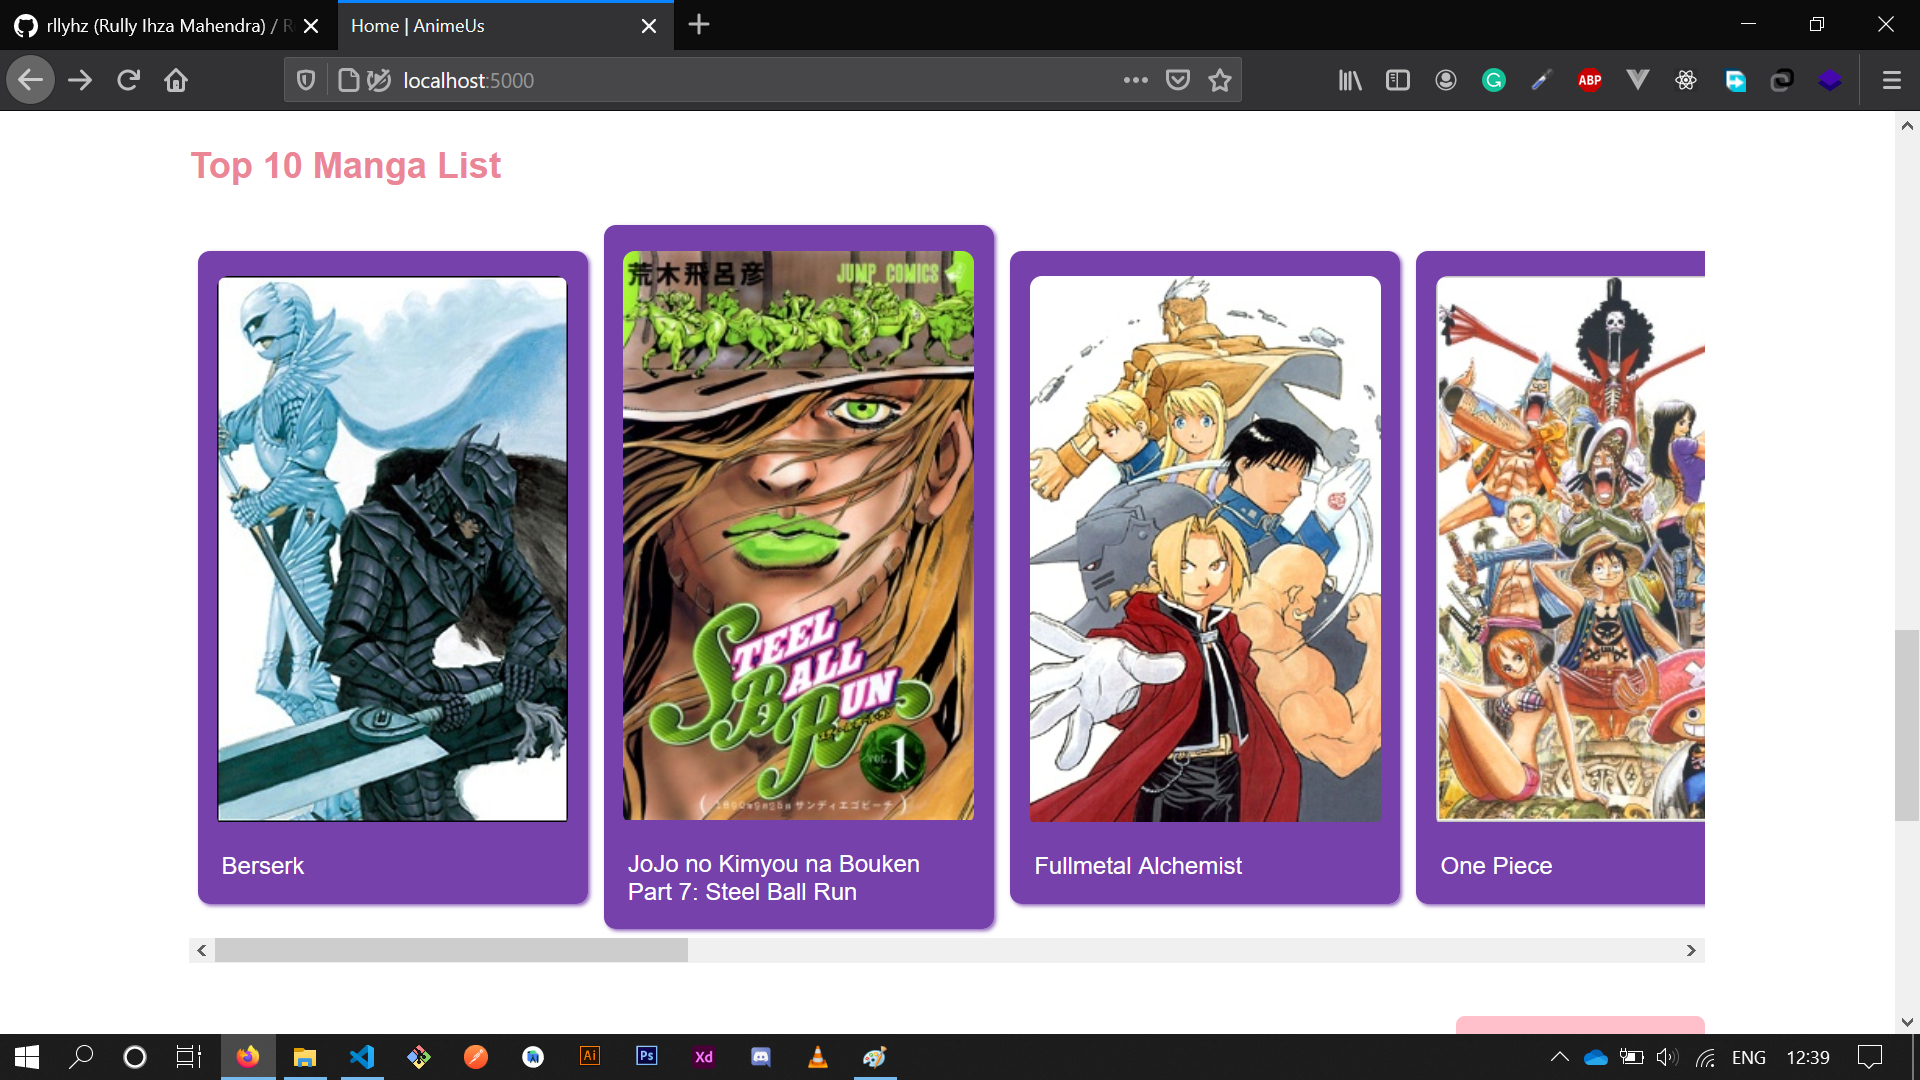 rllyhz (Rully Ihza Mahendra) / R
Home | AnimeUs
localhost:5000
ABP
Top 10 Manga List
荒木飛呂彦
JUMP COMICS
STEEL
BALL
RUN
VOL. 1
Berserk
JoJo no Kimyou na Bouken
Part 7: Steel Ball Run
Fullmetal Alchemist
One Piece
Ai
Ps
Xd
ENG
12:39